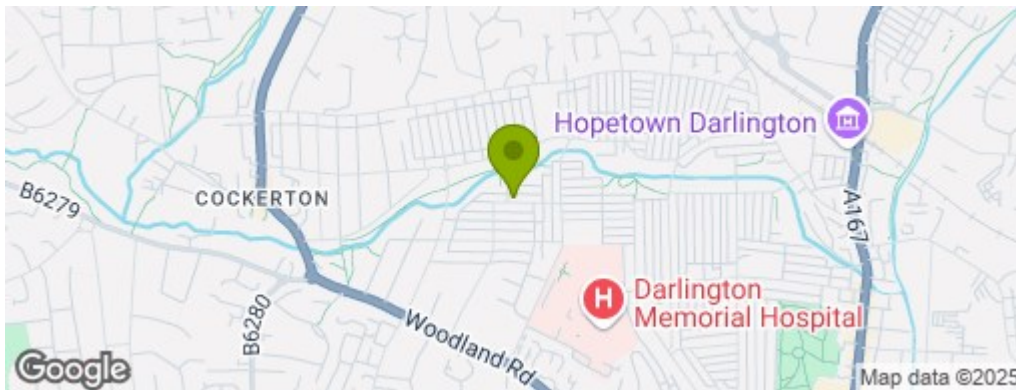 Hopetown Darlington
B6279
COCKERTON
A167
B6280
Woodland Rd
H
Darlington
Memorial Hospital
Google
Map data ©2025